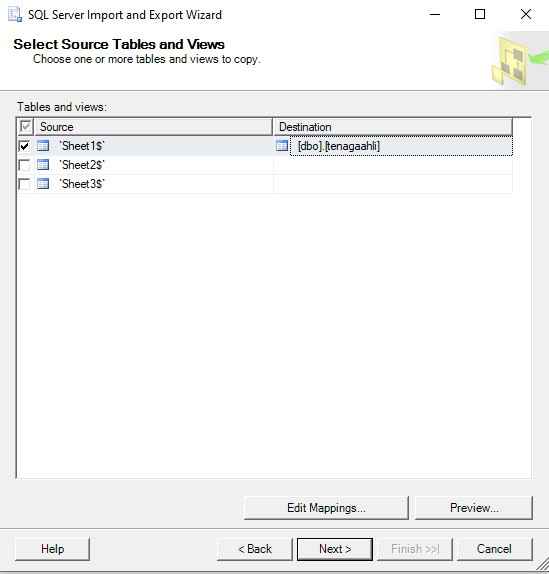 SQL Server Import and Export Wizard
Select Source Tables and Views
Choose one or more tables and views to copy.
Tables and views:
Source Destination
`Sheet1$` [dbo].[tenagaahli]
`Sheet2$`
`Sheet3$`
Edit Mappings... Preview...
Help < Back Next > Finish >>| Cancel